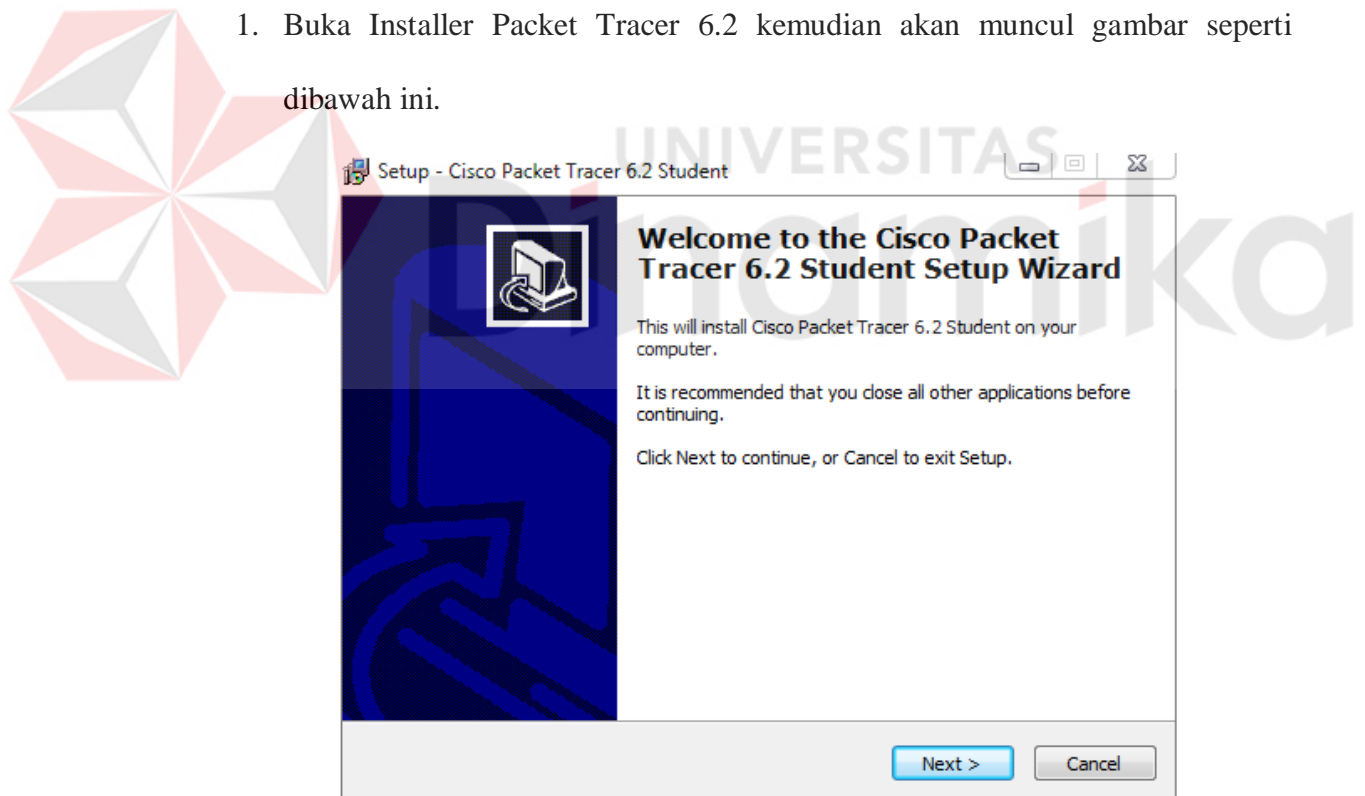 1. Buka Installer Packet Tracer 6.2 kemudian akan muncul gambar seperti
dibawah ini.
UNIVERSITAS
Dinamika
Setup - Cisco Packet Tracer 6.2 Student
Welcome to the Cisco Packet
Tracer 6.2 Student Setup Wizard
This will install Cisco Packet Tracer 6.2 Student on your
computer.
It is recommended that you close all other applications before
continuing.
Click Next to continue, or Cancel to exit Setup.
Next >
Cancel